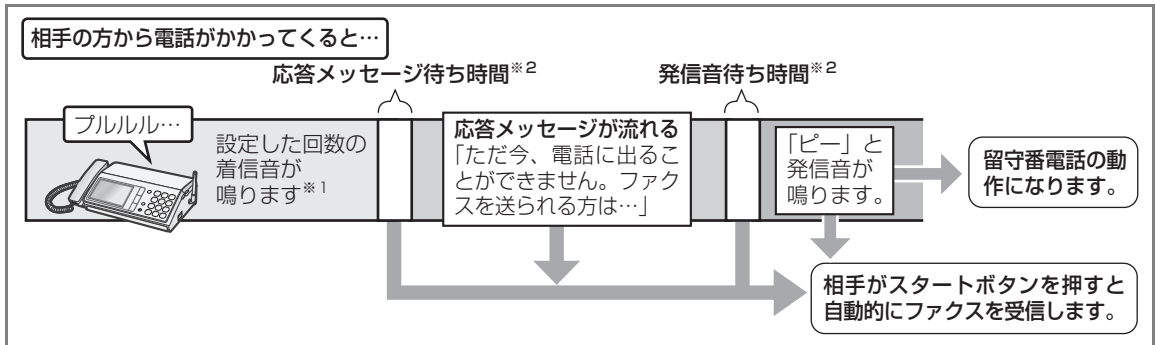 相手の方から電話がかかってくると…
応答メッセージ待ち時間※2
発信音待ち時間※2
プルルル…
設定した回数の
着信音が
鳴ります※1
応答メッセージが流れる
「ただ今、電話に出るこ
とができません。ファク
スを送られる方は…」
「ピー」と
発信音が
鳴ります。
留守番電話の動
作になります。
相手がスタートボタンを押すと
自動的にファクスを受信します。